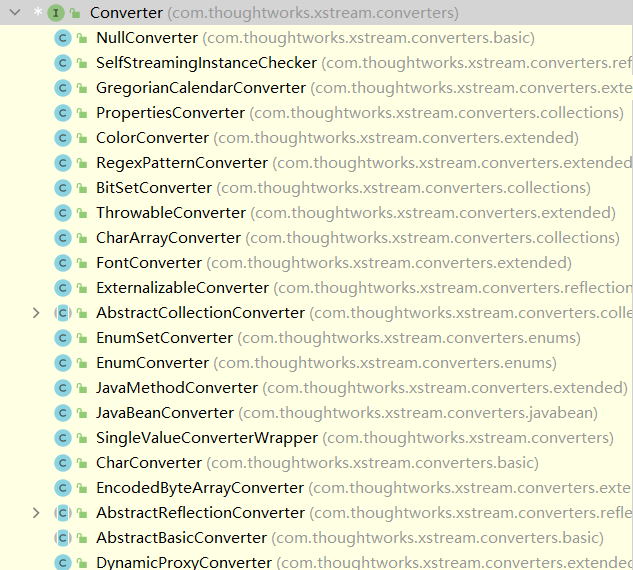 Converter (com.thoughtworks.xstream.converters)
NullConverter (com.thoughtworks.xstream.converters.basic)
SelfStreamingInstanceChecker (com.thoughtworks.xstream.converters.ref
GregorianCalendarConverter (com.thoughtworks.xstream.converters.exte
PropertiesConverter (com.thoughtworks.xstream.converters.collections)
ColorConverter (com.thoughtworks.xstream.converters.extended)
RegexPatternConverter (com.thoughtworks.xstream.converters.extended
BitSetConverter (com.thoughtworks.xstream.converters.collections)
ThrowableConverter (com.thoughtworks.xstream.converters.extended)
CharArrayConverter (com.thoughtworks.xstream.converters.collections)
FontConverter (com.thoughtworks.xstream.converters.extended)
ExternalizableConverter (com.thoughtworks.xstream.converters.reflection
AbstractCollectionConverter (com.thoughtworks.xstream.converters.colle
EnumSetConverter (com.thoughtworks.xstream.converters.enums)
EnumConverter (com.thoughtworks.xstream.converters.enums)
JavaMethodConverter (com.thoughtworks.xstream.converters.extended)
JavaBeanConverter (com.thoughtworks.xstream.converters.javabean)
SingleValueConverterWrapper (com.thoughtworks.xstream.converters)
CharConverter (com.thoughtworks.xstream.converters.basic)
EncodedByteArrayConverter (com.thoughtworks.xstream.converters.exte
AbstractReflectionConverter (com.thoughtworks.xstream.converters.refle
AbstractBasicConverter (com.thoughtworks.xstream.converters.basic)
DynamicProxyConverter (com.thoughtworks.xstream.converters.extended